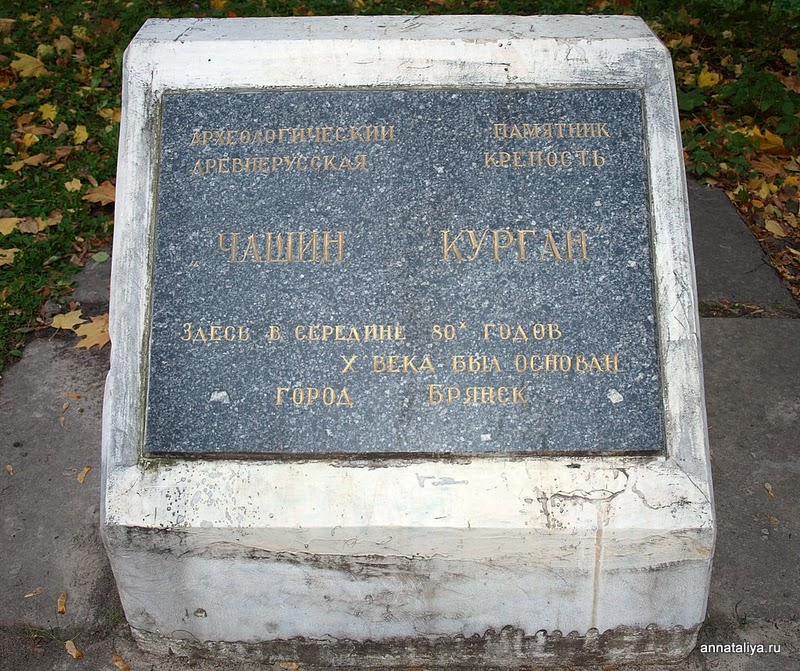 АРХЕОЛОГИЧЕСКИЙ ПАМЯТНИК
ДРЕВНЕРУССКАЯ КРЕПОСТЬ
„ЧАШИН КУРГАН"
ЗДЕСЬ В СЕРЕДИНЕ 80х ГОДОВ
X ВЕКА БЫЛ ОСНОВАН
ГОРОД БРЯНСК
annataliya.ru